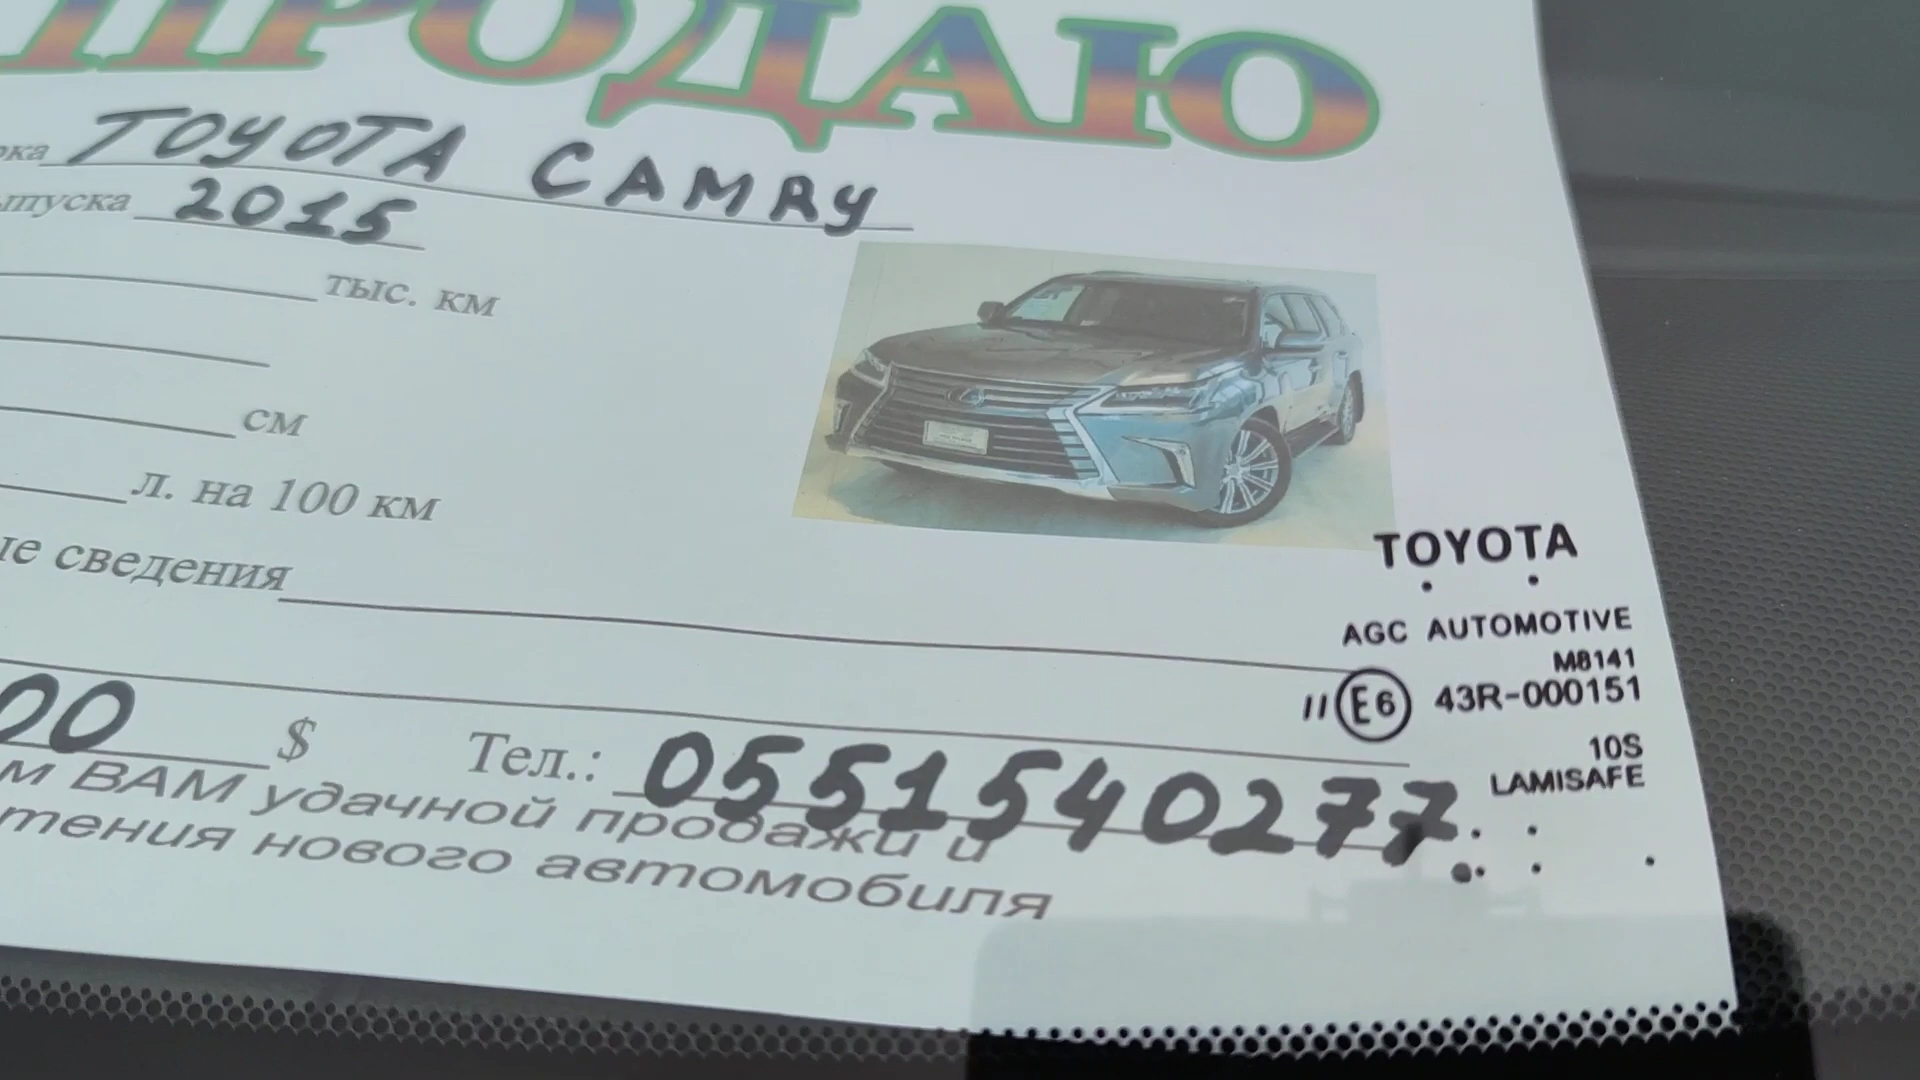 ПРОДАЮ
TOYOTA CAMRY
2015
тыс. км
см
л. на 100 км
сведения
$ Тел.: 0551540277
ВАМ удачной продажи и
нового автомобиля
TOYOTA
AGC AUTOMOTIVE
M8141
II E6 43R-000151
10S
LAMISAFE